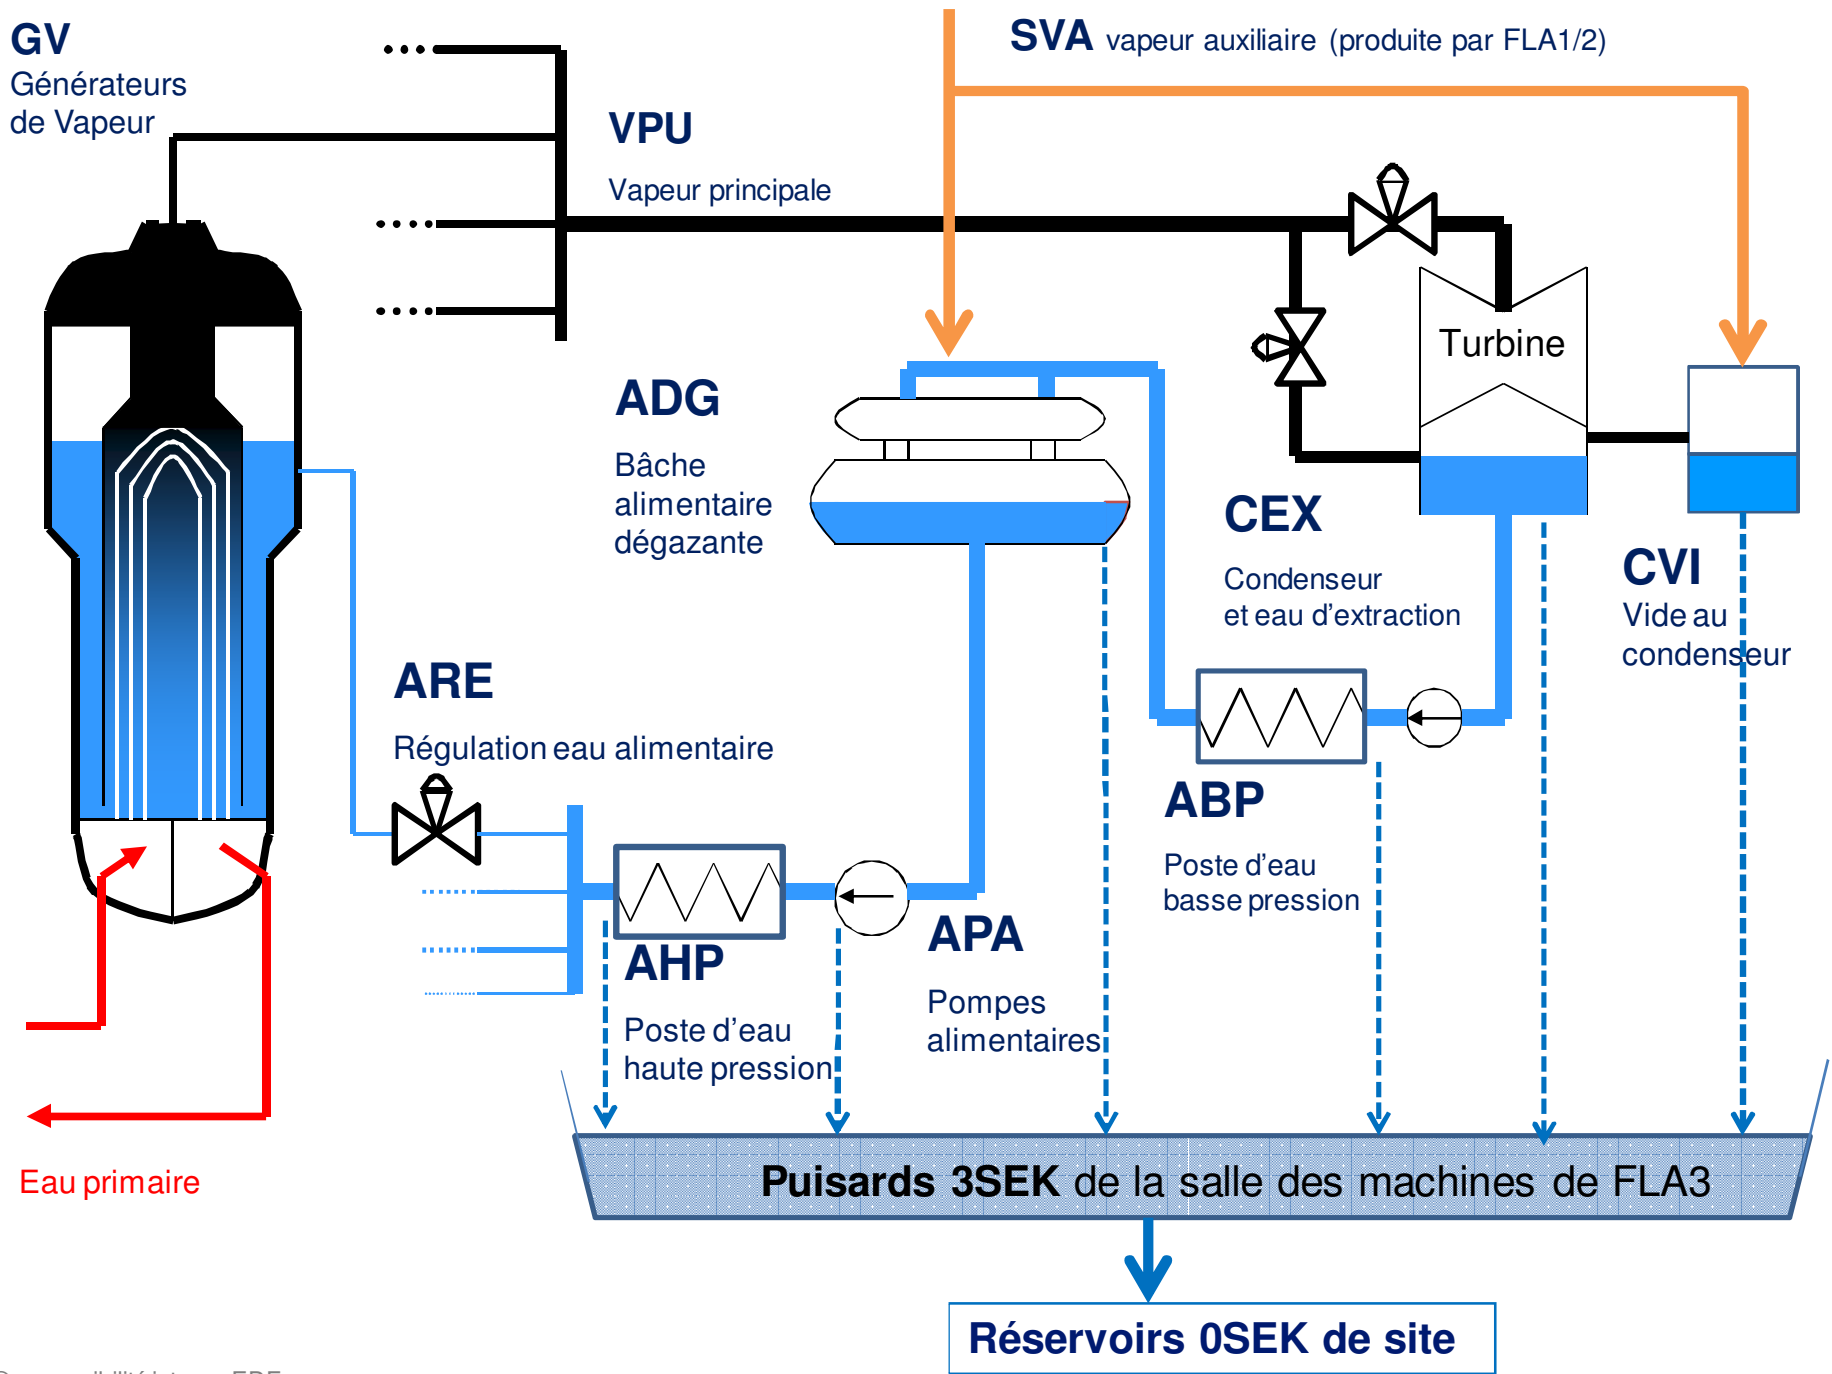 GV
Générateurs
de Vapeur
SVA vapeur auxiliaire (produite par FLA1/2)
VPU
Vapeur principale
Turbine
ADG
Bâche
alimentaire
dégazante
CEX
Condenseur
et eau d'extraction
CVI
Vide au
condenseur
ARE
Régulation eau alimentaire
ABP
Poste d'eau
basse pression
AHP
Poste d'eau
haute pression
APA
Pompes
alimentaires
Eau primaire
Puisards 3SEK de la salle des machines de FLA3
Réservoirs 0SEK de site
EDF